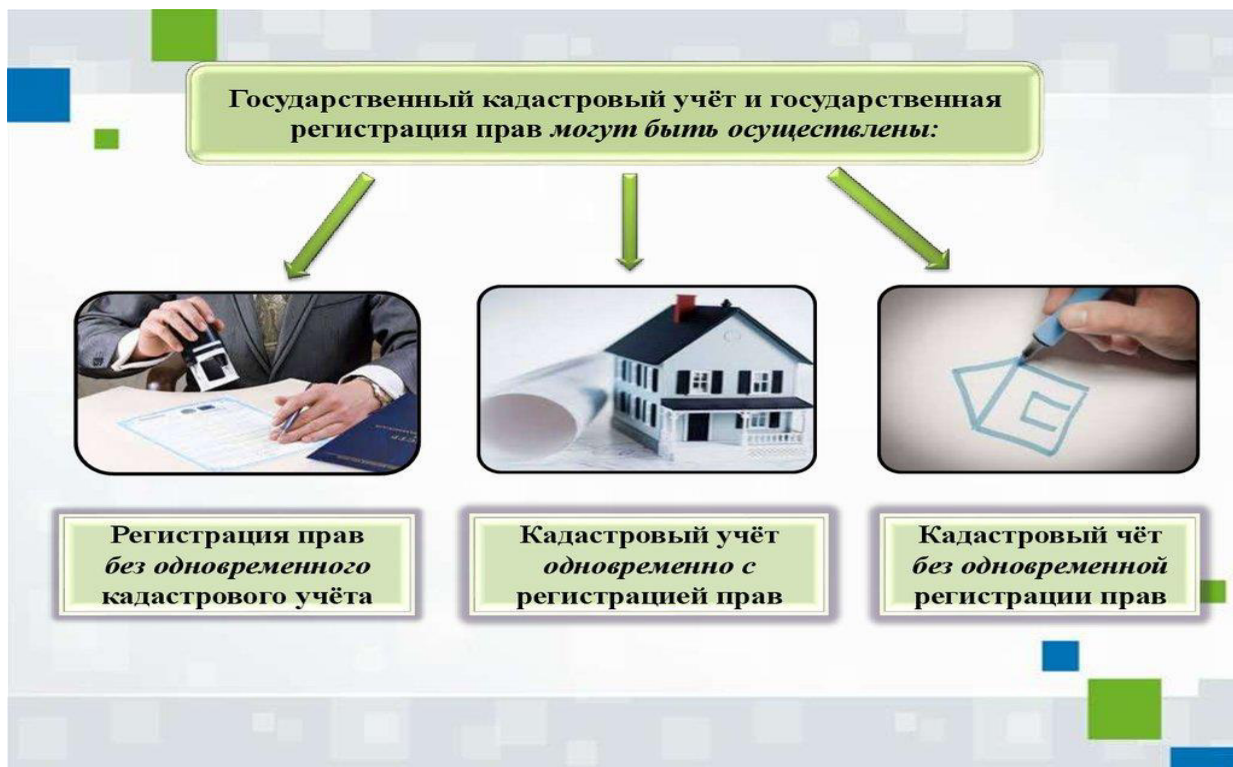 Государственный кадастровый учёт и государственная
регистрация прав могут быть осуществлены:
Регистрация прав
без одновременного
кадастрового учёта
Кадастровый учёт
одновременно с
регистрацией прав
Кадастровый чёт
без одновременной
регистрации прав